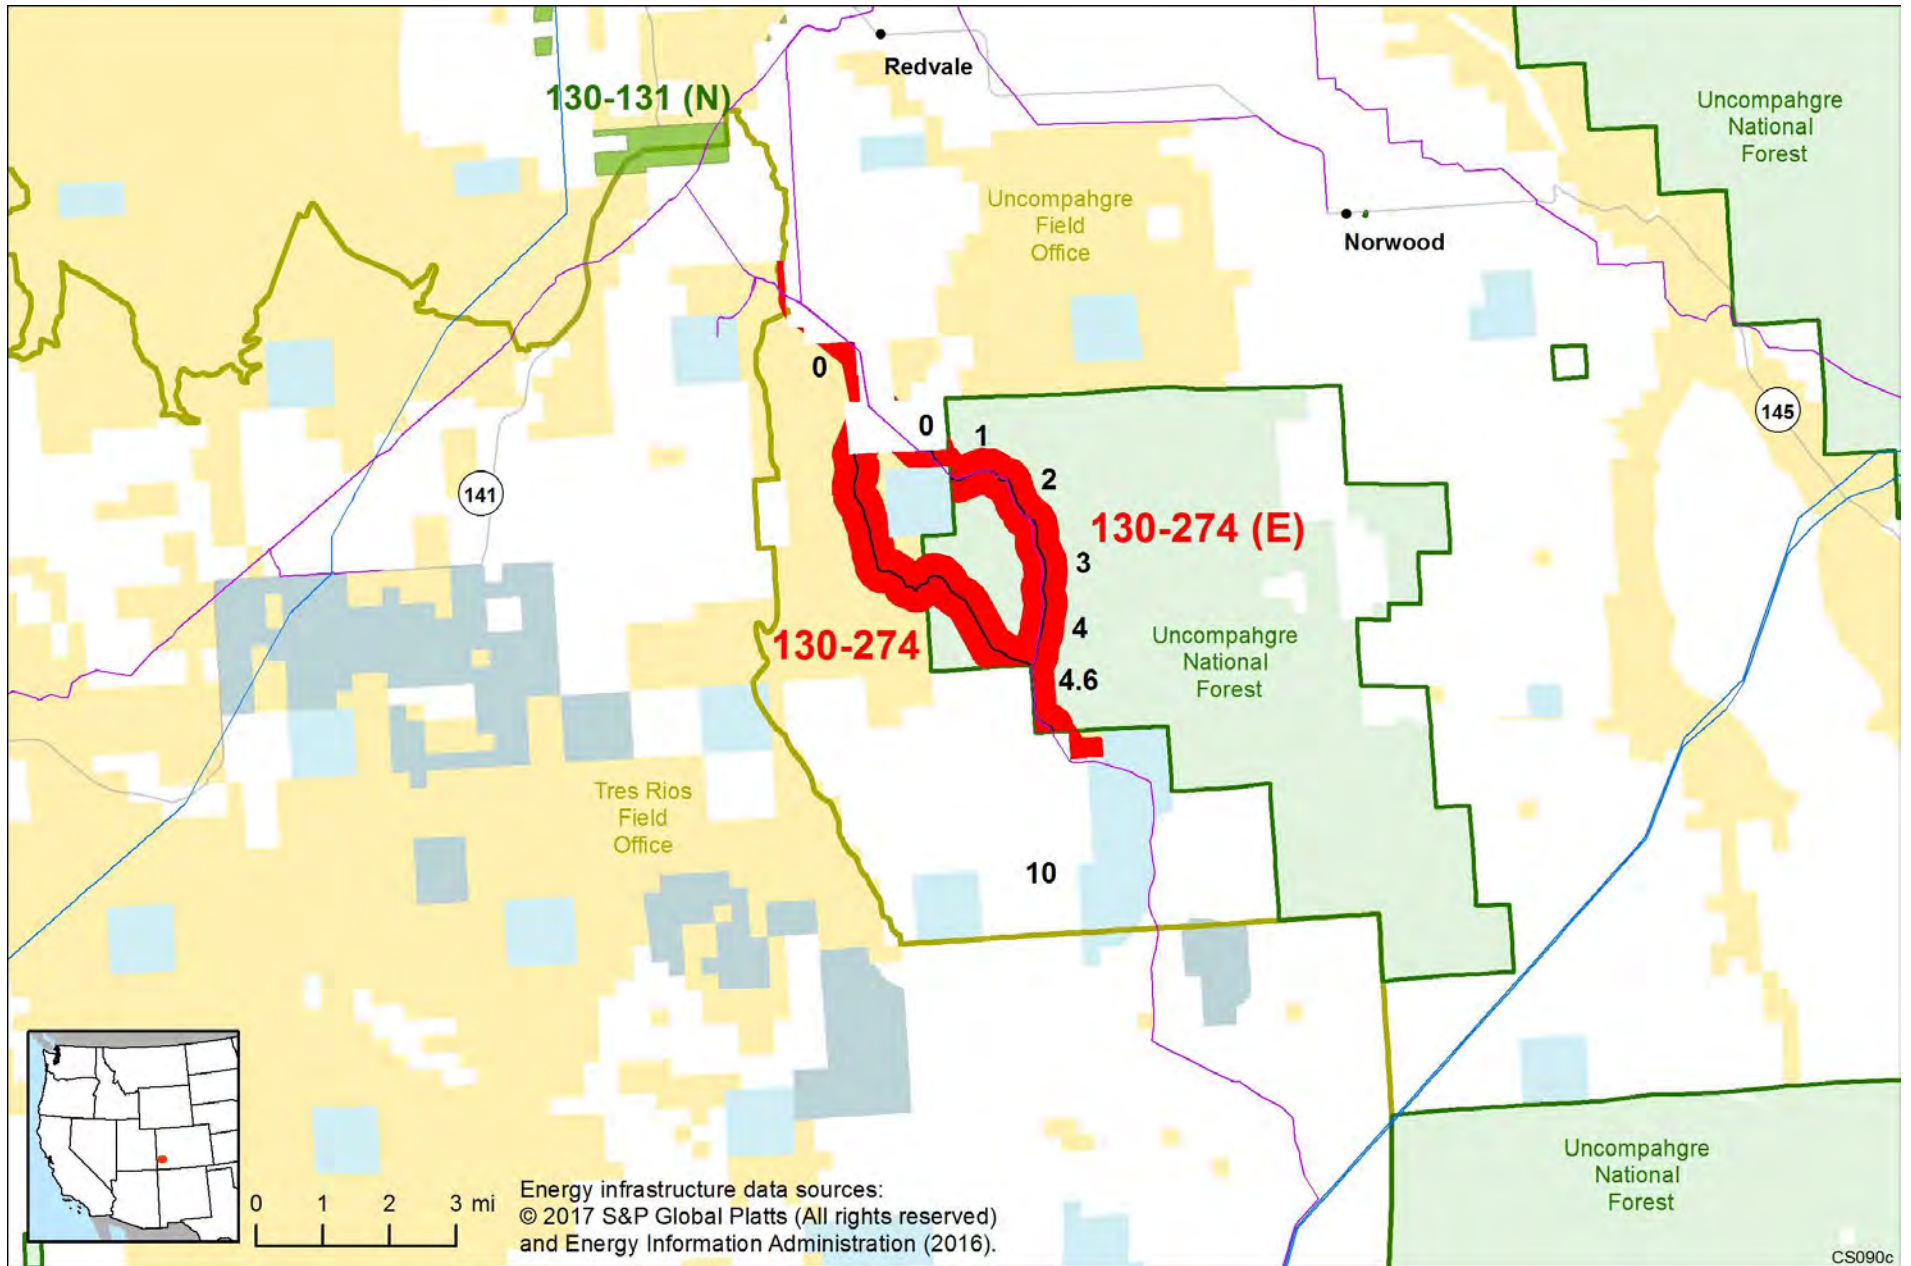 Redvale
130-131 (N)
Uncompahgre
National
Forest
Uncompahgre
Field
Office
Norwood
0
145
0
1
2
141
130-274 (E)
3
4
130-274
Uncompahgre
National
Forest
4.6
Tres Rios
Field
Office
10
Uncompahgre
National
Forest
0 1 2 3 mi
Energy infrastructure data sources:
© 2017 S&P Global Platts (All rights reserved)
and Energy Information Administration (2016).
CS090c